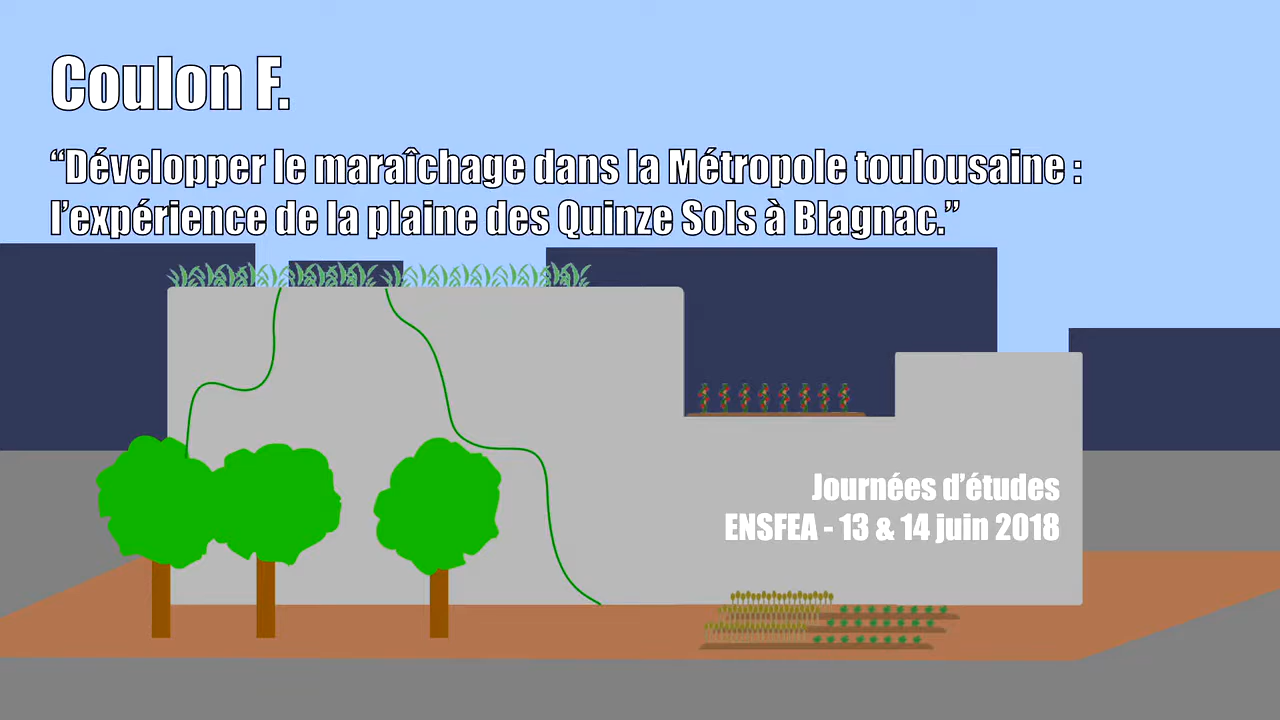 Coulon F.
“Développer le maraîchage dans la Métropole toulousaine :
l’expérience de la plaine des Quinze Sols à Blagnac.”
Journées d’études
ENSFEA - 13 & 14 juin 2018